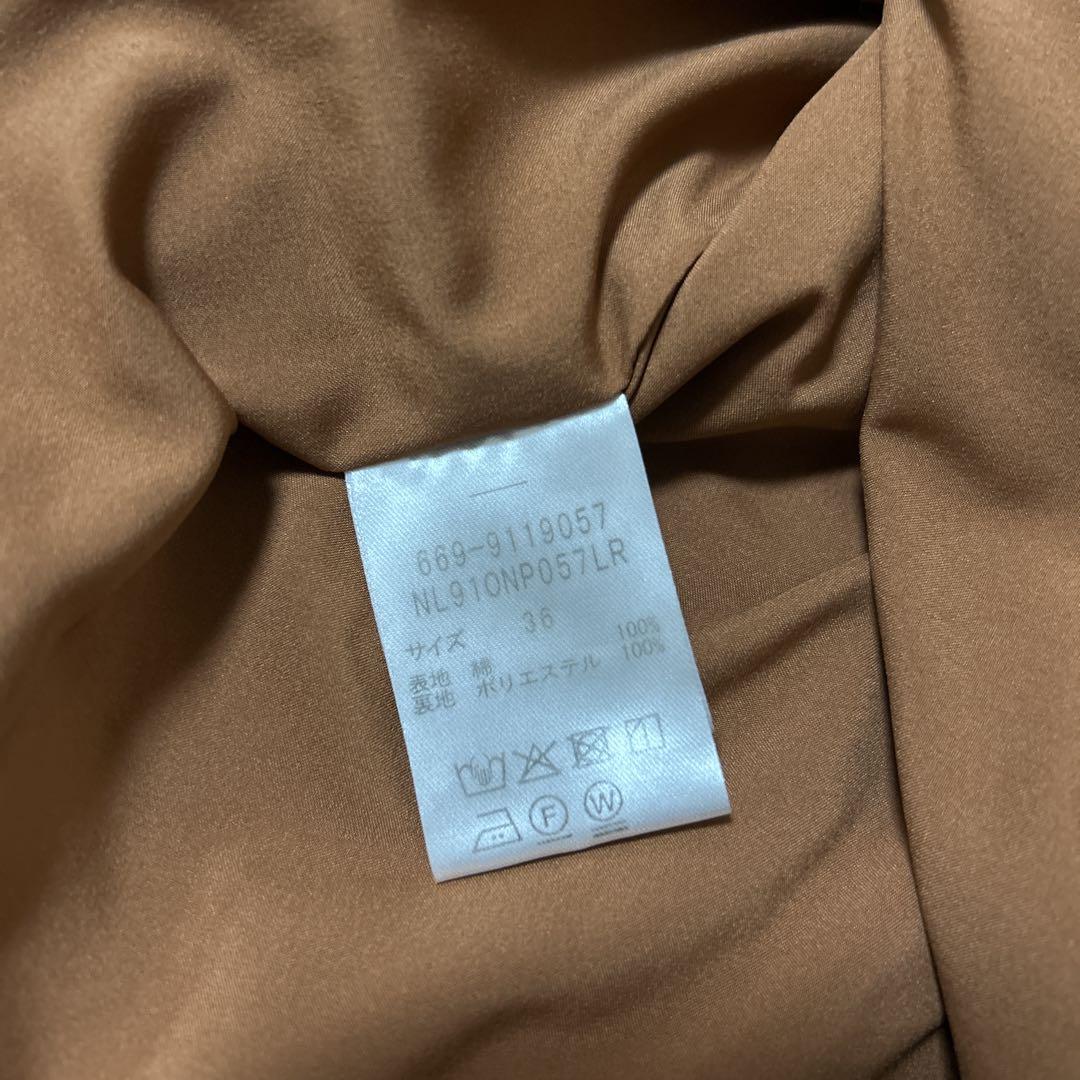 669-9119057
NL910NP057LR
サイズ 36
表地 綿 100%
裏地 ポリエステル 100%
F W